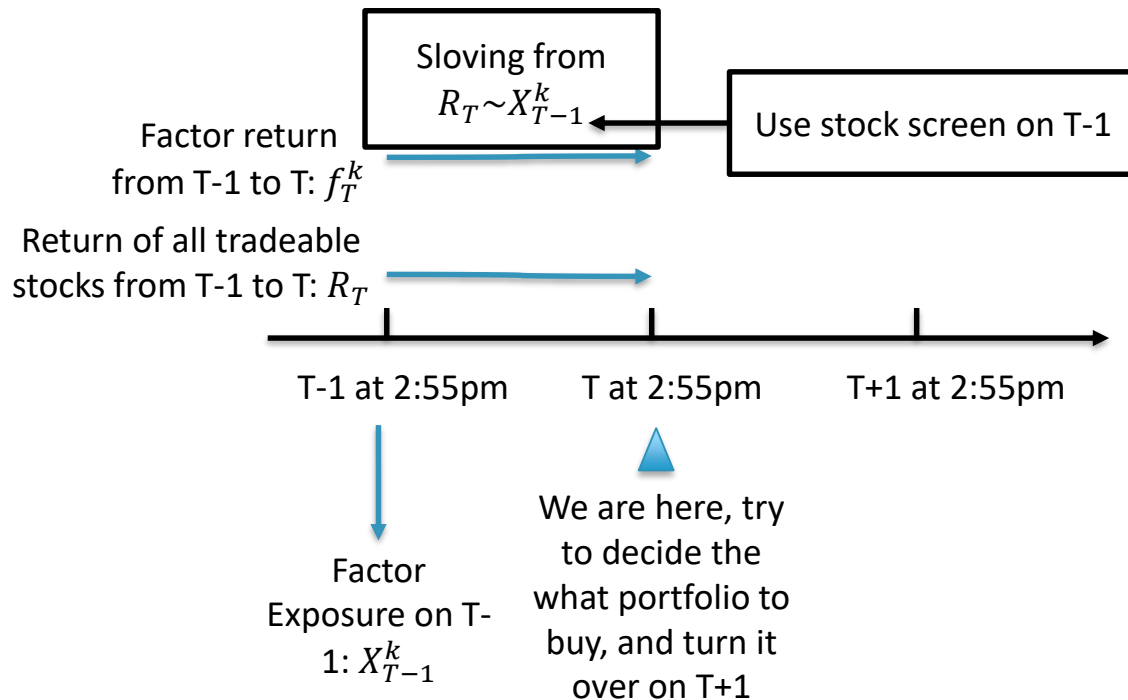 Sloving from
$R_T \sim X_{T-1}^k$
Use stock screen on T-1
Factor return
from T-1 to T: $f_T^k$
Return of all tradeable
stocks from T-1 to T: $R_T$
T-1 at 2:55pm
T at 2:55pm
T+1 at 2:55pm
Factor
Exposure on T-
1: $X_{T-1}^k$
We are here, try
to decide the
what portfolio to
buy, and turn it
over on T+1